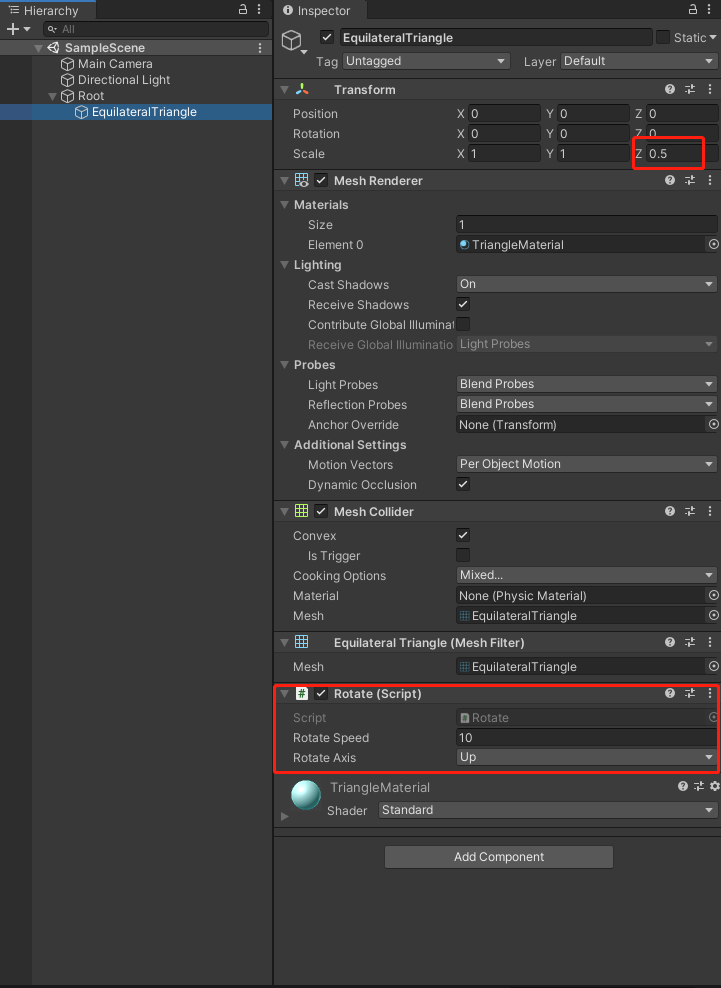 Hierarchy
All
SampleScene
Main Camera
Directional Light
Root
EquilateralTriangle
Inspector
EquilateralTriangle
Static
Tag Untagged Layer Default
Transform
Position X 0 Y 0 Z 0
Rotation X 0 Y 0 Z 0
Scale X 1 Y 1 Z 0.5
Mesh Renderer
Materials
Size 1
Element 0 TriangleMaterial
Lighting
Cast Shadows On
Receive Shadows
Contribute Global Illuminat
Receive Global Illuminatio Light Probes
Probes
Light Probes Blend Probes
Reflection Probes Blend Probes
Anchor Override None (Transform)
Additional Settings
Motion Vectors Per Object Motion
Dynamic Occlusion
Mesh Collider
Convex
Is Trigger
Cooking Options Mixed...
Material None (Physic Material)
Mesh EquilateralTriangle
Equilateral Triangle (Mesh Filter)
Mesh EquilateralTriangle
# Rotate (Script)
Script Rotate
Rotate Speed 10
Rotate Axis Up
TriangleMaterial
Shader Standard
Add Component